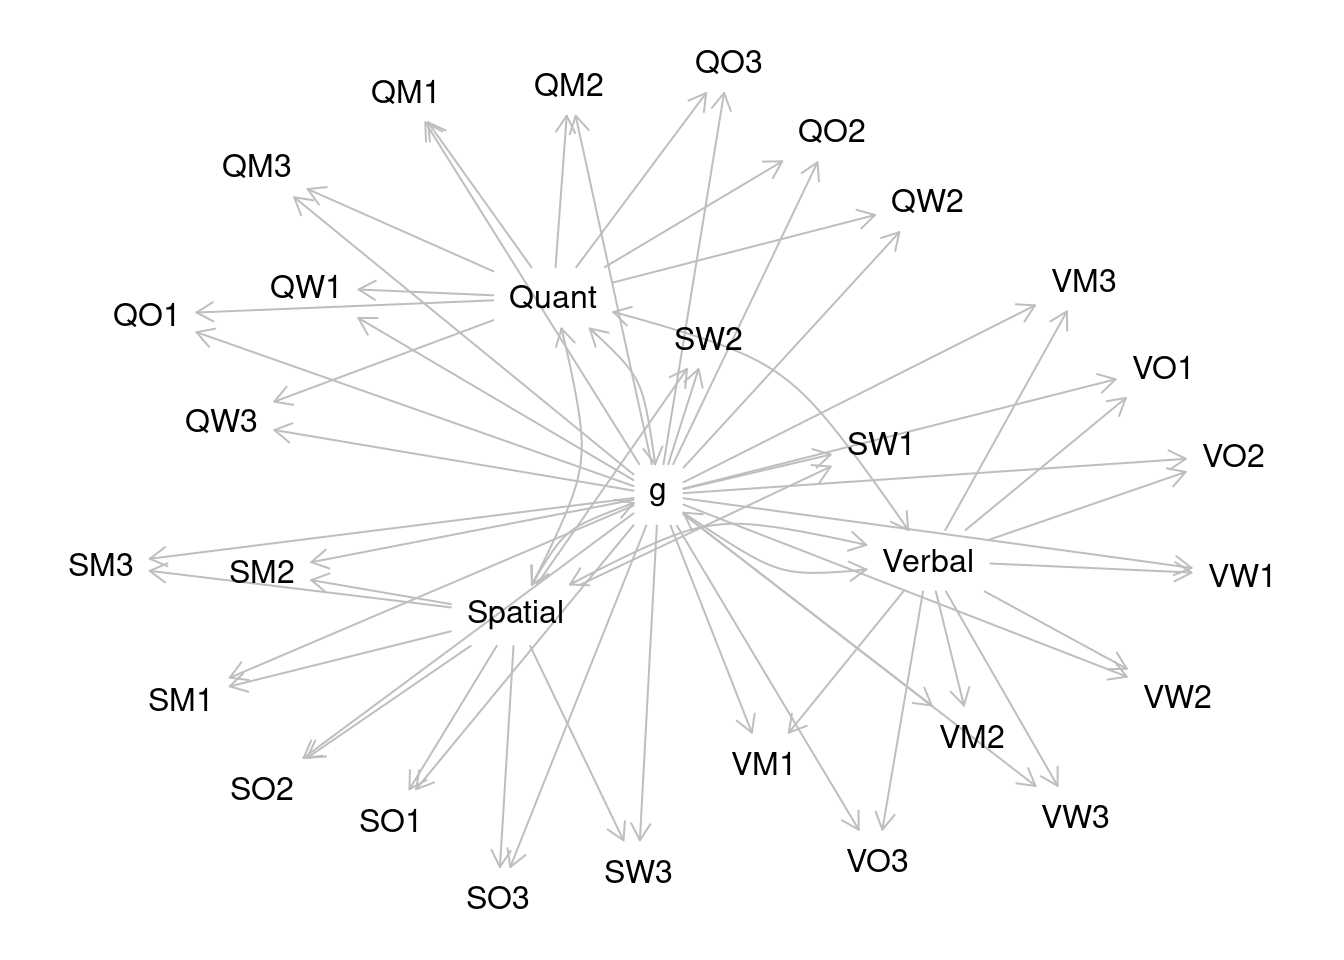 QO3
QM2
QM1
QO2
QM3
QW2
VM3
QW1
Quant
QO1
SW2
VO1
QW3
SW1
VO2
g
Verbal
SM3
SM2
VW1
Spatial
SM1
VW2
VM2
VM1
SO2
VW3
SO1
VO3
SW3
SO3